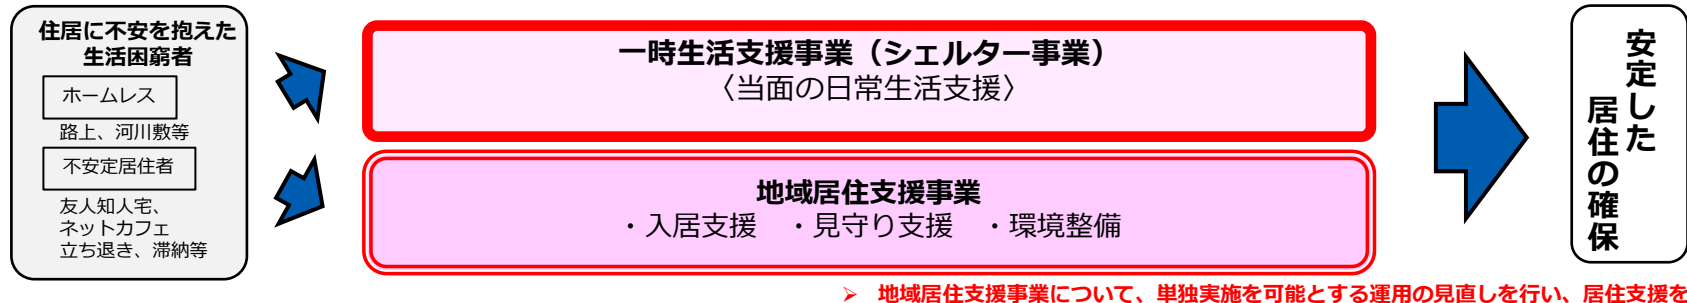 住居に不安を抱えた
生活困窮者
ホームレス
路上、河川敷等
不安定居住者
友人知人宅、
ネットカフェ
立ち退き、滞納等
一時生活支援事業（シェルター事業）
〈当面の日常生活支援〉
地域居住支援事業
・入居支援　・見守り支援　・環境整備
安定した
居住の確保
➢ 地域居住支援事業について、単独実施を可能とする運用の見直しを行い、居住支援を